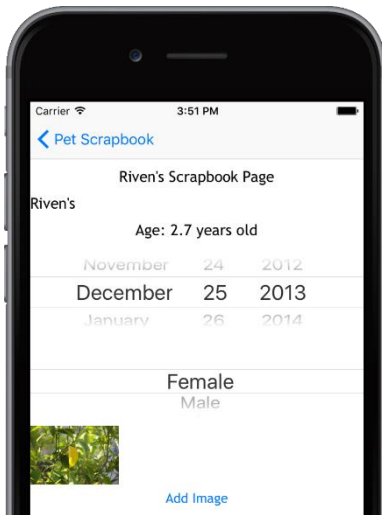 Carrier 3:51 PM
Pet Scrapbook
Riven's Scrapbook Page
Riven's
Age: 2.7 years old
November 24 2012
December 25 2013
January 26 2014
Female
Male
Add Image